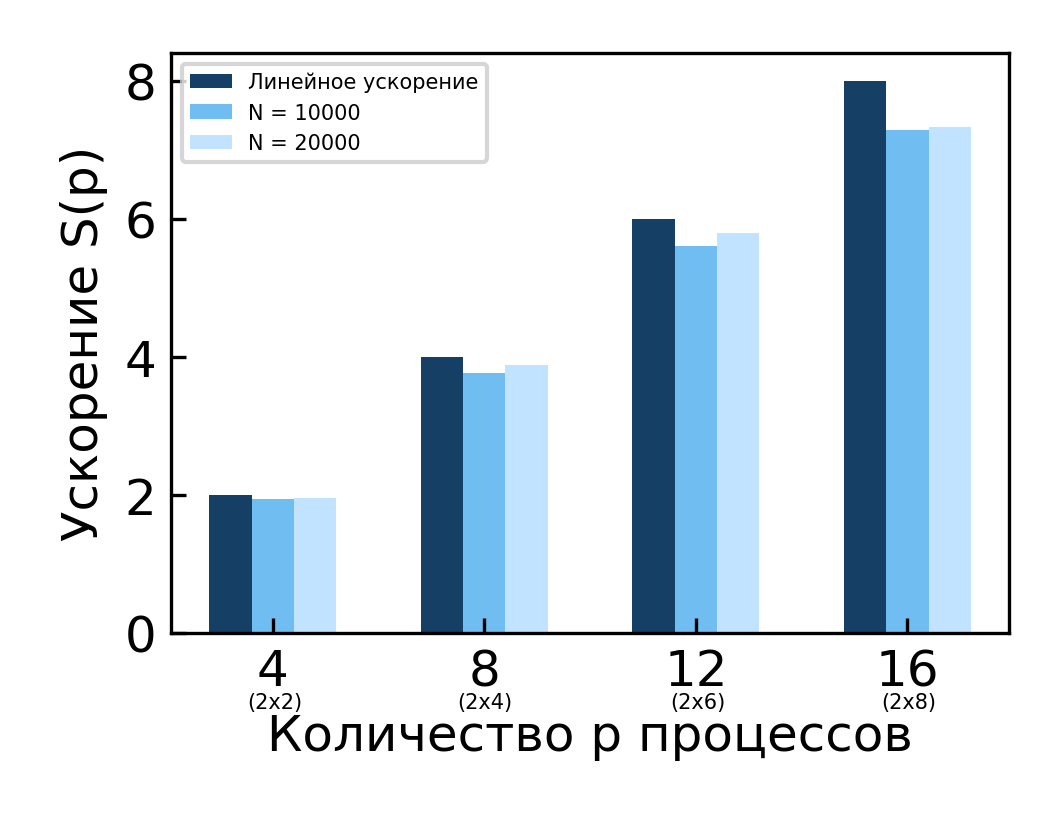 Ускорение S(p)
8
6
4
2
0
Линейное ускорение
N = 10000
N = 20000
4 8 12 16
(2x2) (2x4) (2x6) (2x8)
Количество p процессов